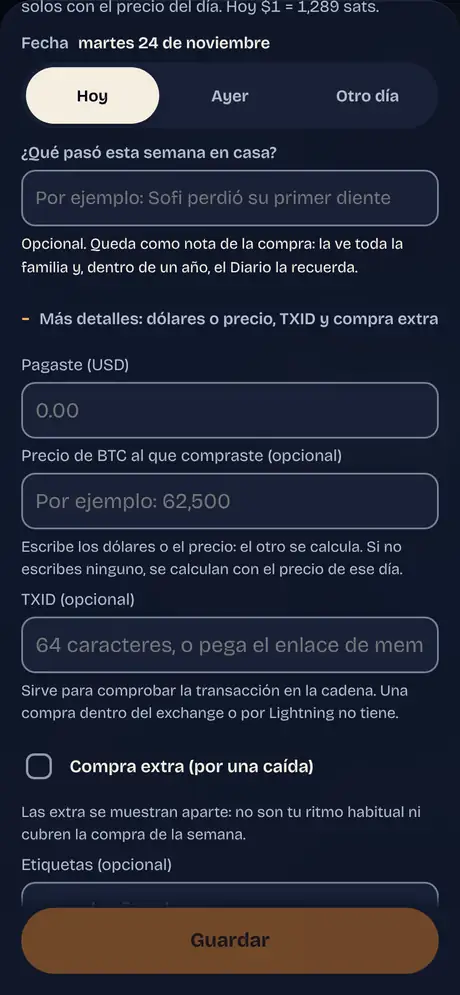 solos con el precio del día. Hoy $1 = 1,289 sats.
Fecha martes 24 de noviembre
Hoy Ayer Otro día
¿Qué pasó esta semana en casa?
Por ejemplo: Sofi perdió su primer diente
Opcional. Queda como nota de la compra: la ve toda la
familia y, dentro de un año, el Diario la recuerda.
– Más detalles: dólares o precio, TXID y compra extra
Pagaste (USD)
0.00
Precio de BTC al que compraste (opcional)
Por ejemplo: 62,500
Escribe los dólares o el precio: el otro se calcula. Si no
escribes ninguno, se calculan con el precio de ese día.
TXID (opcional)
64 caracteres, o pega el enlace de mem
Sirve para comprobar la transacción en la cadena. Una
compra dentro del exchange o por Lightning no tiene.
Compra extra (por una caída)
Las extra se muestran aparte: no son tu ritmo habitual ni
cubren la compra de la semana.
Etiquetas (opcional)
Guardar